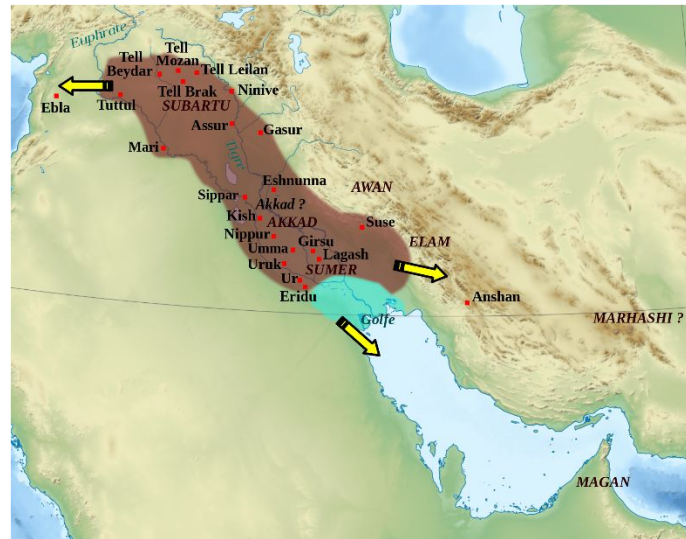 Euphrate
Tell
Mozan
Tell
Beydar
Tell Leilan
Tell Brak
Ninive
Ebla
Tuttul
SUBARTU
Assur
Gasur
Tigre
Mari
Eshnunna
AWAN
Sippar
Akkad ?
Kish
AKKAD
Suse
Nippur
ELAM
Umma
Girsu
Uruk
Lagash
SUMER
Ur
Eridu
Anshan
Golfe
MARHASHI ?
MAGAN